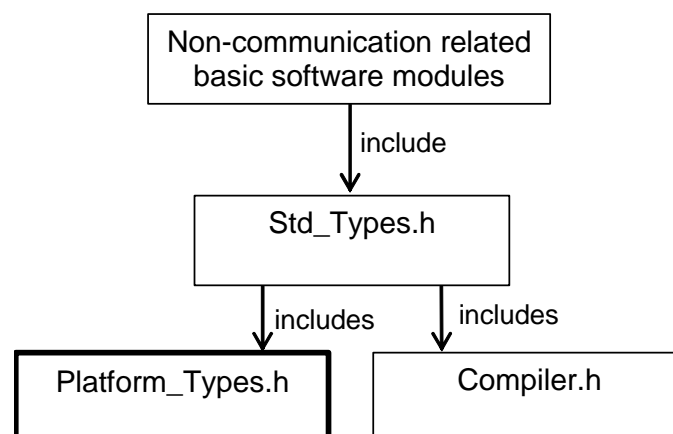 Non-communication related
basic software modules
include
Std_Types.h
includes
includes
Platform_Types.h
Compiler.h